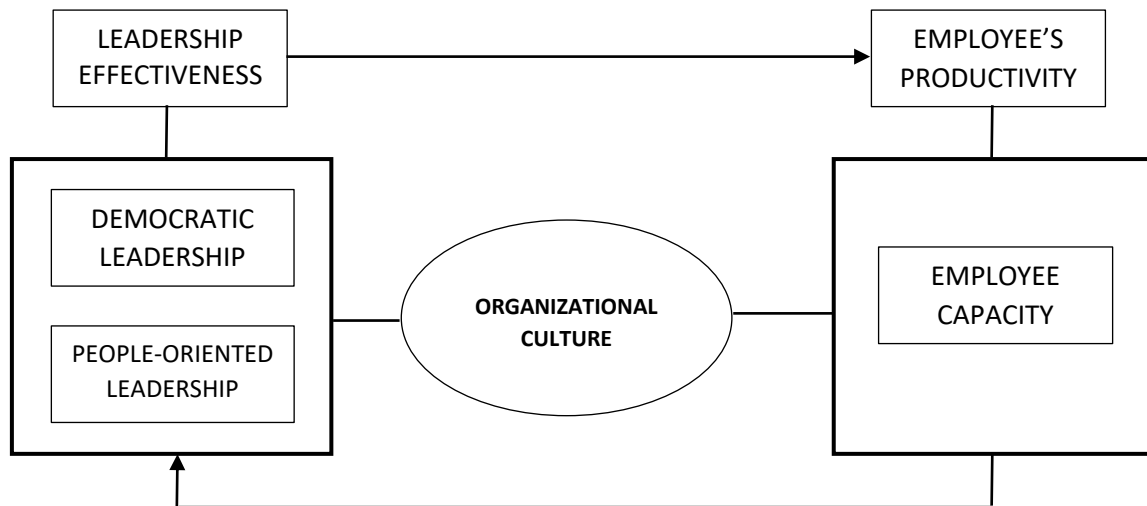 LEADERSHIP
EFFECTIVENESS
EMPLOYEE’S
PRODUCTIVITY
DEMOCRATIC
LEADERSHIP
PEOPLE-ORIENTED
LEADERSHIP
ORGANIZATIONAL
CULTURE
EMPLOYEE
CAPACITY